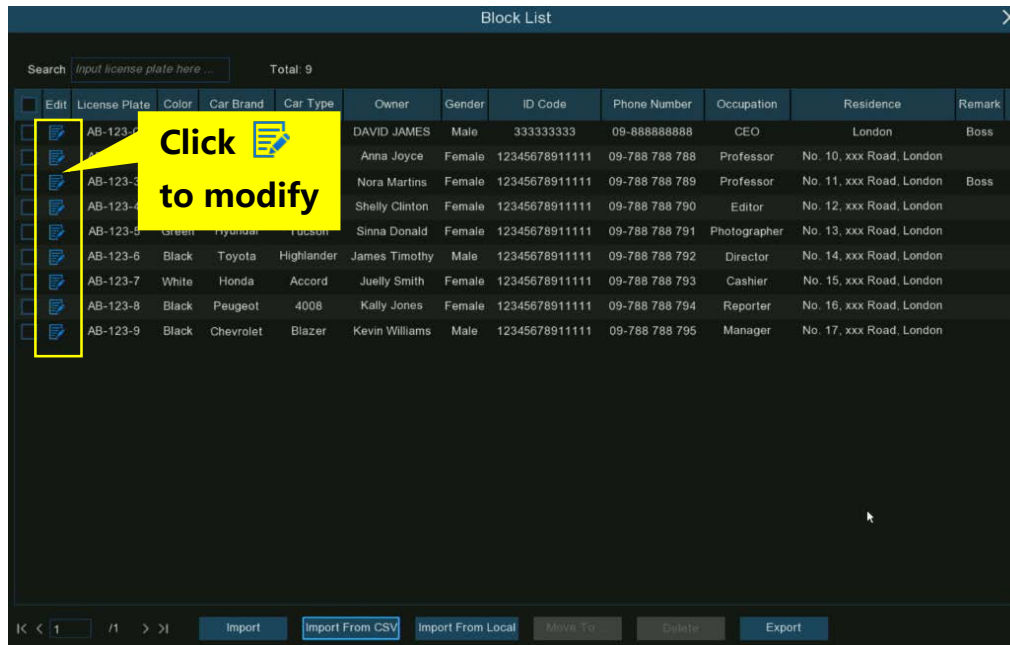 Block List
Search Input license plate here ... Total: 9
Edit License Plate Color Car Brand Car Type Owner Gender ID Code Phone Number Occupation Residence Remark
DAVID JAMES Male 333333333 09-888888888 CEO London Boss
Anna Joyce Female 12345678911111 09-788 788 788 Professor No. 10, xxx Road, London
Nora Martins Female 12345678911111 09-788 788 789 Professor No. 11, xxx Road, London Boss
Shelly Clinton Female 12345678911111 09-788 788 790 Editor No. 12, xxx Road, London
AB-123-5 Green Hyundai Tucson Sinna Donald Female 12345678911111 09-788 788 791 Photographer No. 13, xxx Road, London
AB-123-6 Black Toyota Highlander James Timothy Male 12345678911111 09-788 788 792 Director No. 14, xxx Road, London
AB-123-7 White Honda Accord Juelly Smith Female 12345678911111 09-788 788 793 Cashier No. 15, xxx Road, London
AB-123-8 Black Peugeot 4008 Kally Jones Female 12345678911111 09-788 788 794 Reporter No. 16, xxx Road, London
AB-123-9 Black Chevrolet Blazer Kevin Williams Male 12345678911111 09-788 788 795 Manager No. 17, xxx Road, London
Click
to modify
1 /1 Import Import From CSV Import From Local Move To ... Delete Export